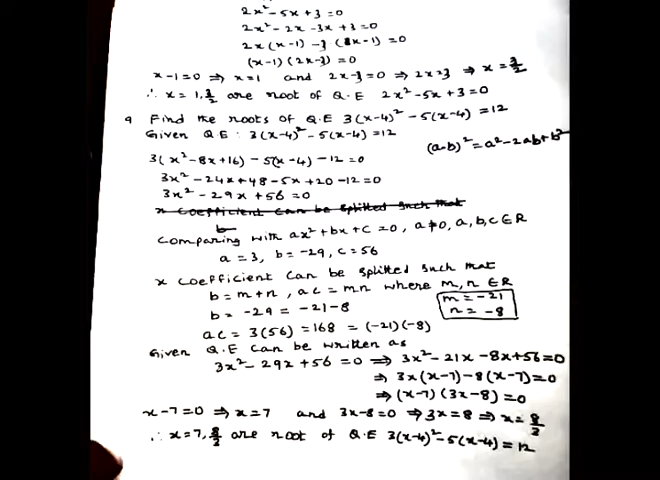 2x² - 5x + 3 = 0
2x² - 2x - 3x + 3 = 0
2x(x-1) - 3(x-1) = 0
(x-1)(2x-3) = 0
x-1=0 ⇒ x=1 and 2x-3=0 ⇒ 2x=3 ⇒ x = 3/2
∴ x = 1, 3/2 are root of Q.E 2x² - 5x + 3 = 0
9 Find the roots of Q.E 3(x-4)² - 5(x-4) = 12
Given Q.E : 3(x-4)² - 5(x-4) = 12
(a-b)² = a² - 2ab + b²
3(x² - 8x + 16) - 5(x-4) - 12 = 0
3x² - 24x + 48 - 5x + 20 - 12 = 0
3x² - 29x + 56 = 0
x coefficient can be splitted such that
b
Comparing with ax² + bx + c = 0, a ≠ 0, a, b, c ∈ R
a = 3, b = -29, c = 56
x coefficient can be splitted such that
b = m + n, ac = mn where m, n ∈ R
b = -29 = -21 - 8
m = -21
n = -8
ac = 3(56) = 168 = (-21)(-8)
Given Q.E can be written as
3x² - 29x + 56 = 0 ⇒ 3x² - 21x - 8x + 56 = 0
⇒ 3x(x-7) - 8(x-7) = 0
⇒ (x-7)(3x-8) = 0
x-7=0 ⇒ x=7 and 3x-8=0 ⇒ 3x=8 ⇒ x = 8/3
∴ x = 7, 8/3 are root of Q.E 3(x-4)² - 5(x-4) = 12